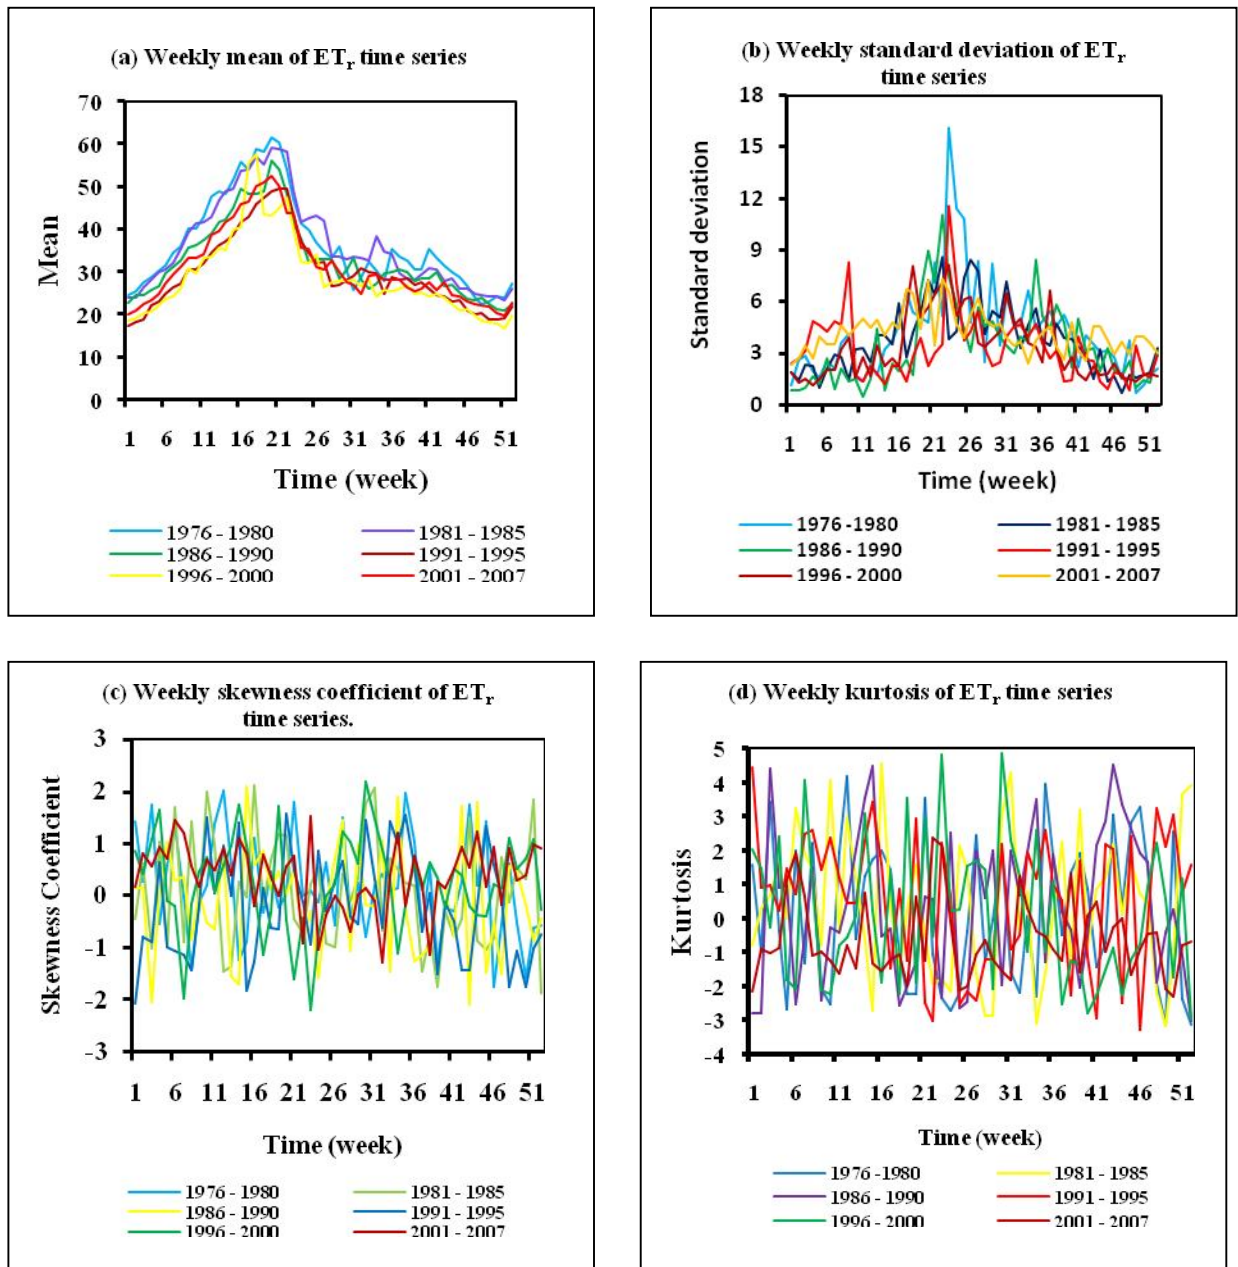 (a) Weekly mean of ETr time series
70
60
50
40
30
20
10
0
Mean
1 6 11 16 21 26 31 36 41 46 51
Time (week)
1976 - 1980 1981 - 1985
1986 - 1990 1991 - 1995
1996 - 2000 2001 - 2007
(b) Weekly standard deviation of ETr
time series
18
15
12
9
6
3
0
Standard deviation
1 6 11 16 21 26 31 36 41 46 51
Time (week)
1976 -1980 1981 - 1985
1986 - 1990 1991 - 1995
1996 - 2000 2001 - 2007
(c) Weekly skewness coefficient of ETr
time series.
3
2
1
0
-1
-2
-3
Skewness Coefficient
1 6 11 16 21 26 31 36 41 46 51
Time (week)
1976 - 1980 1981 - 1985
1986 - 1990 1991 - 1995
1996 - 2000 2001 - 2007
(d) Weekly kurtosis of ETr time series
5
4
3
2
1
0
-1
-2
-3
-4
Kurtosis
1 6 11 16 21 26 31 36 41 46 51
Time (week)
1976 -1980 1981 - 1985
1986 - 1990 1991 - 1995
1996 - 2000 2001 - 2007